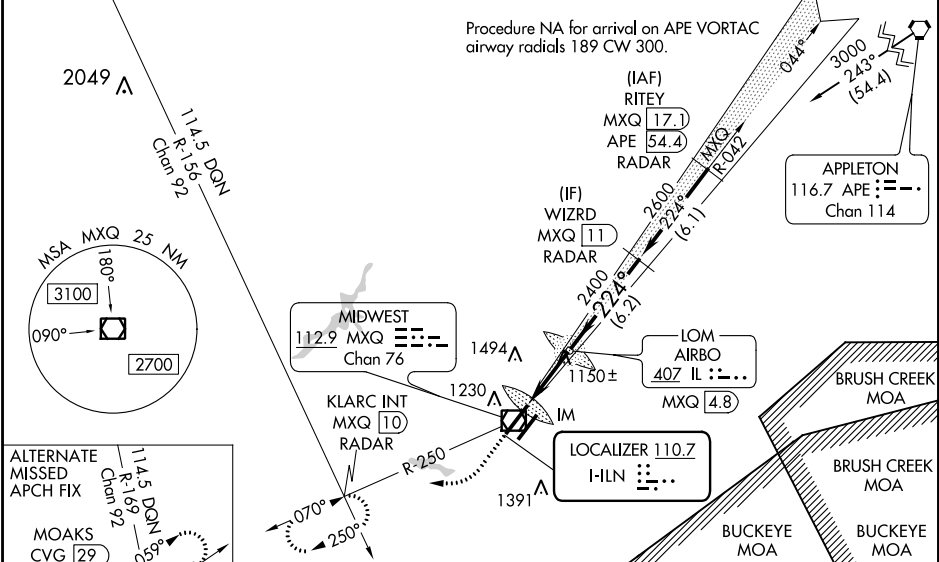 Procedure NA for arrival on APE VORTAC
airway radials 189 CW 300.
2049
114.5 DQN
R-156
Chan 92
(IAF)
RITEY
MXQ 17.1
APE 54.4
RADAR
044°
3000
243°
(54.4)
MXQ
R-042
APPLETON
116.7 APE
Chan 114
2600
224°
(6.1)
(IF)
WIZRD
MXQ 11
RADAR
2400
224°
(6.2)
MSA MXQ 25 NM
180°
3100
090°
2700
MIDWEST
112.9 MXQ
Chan 76
1494
1150±
LOM
AIRBO
407 IL
MXQ 4.8
1230
IM
KLARC INT
MXQ 10
RADAR
R-250
LOCALIZER 110.7
I-ILN
1391
070°
250°
BRUSH CREEK
MOA
BRUSH CREEK
MOA
BUCKEYE
MOA
BUCKEYE
MOA
ALTERNATE
MISSED
APCH FIX
114.5 DQN
R-169
Chan 92
MOAKS
CVG 29
059°